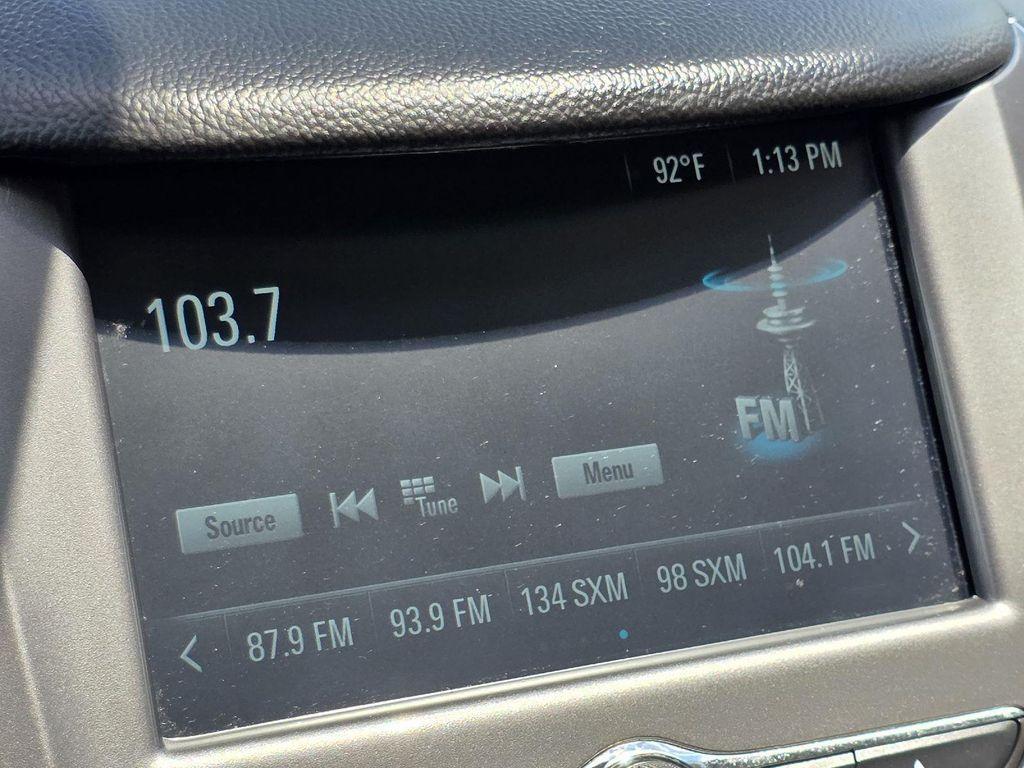 92°F 1:13 PM
103.7
FM
Source Tune Menu
87.9 FM 93.9 FM 134 SXM 98 SXM 104.1 FM